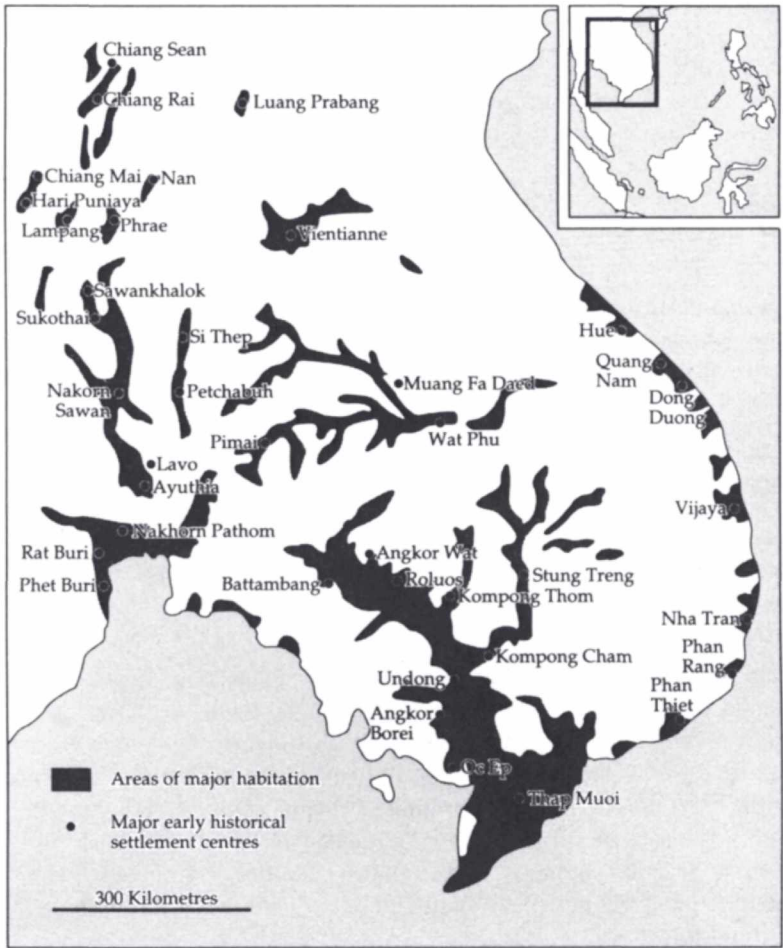 Chiang Sean
Chiang Rai
Luang Prabang
Chiang Mai
Nan
Hari Punjaya
Lampang
Phrae
Vientianne
Sawankhalok
Sukothai
Si Thep
Hue
Quang
Nam
Dong
Duong
Nakorn
Sawan
Petchabuh
Muang Fa Daed
Pimai
Wat Phu
Lavo
Ayuthia
Vijaya
Nakhorn Pathom
Rat Buri
Angkor Wat
Phet Buri
Battambang
Roluos
Stung Treng
Kompong Thom
Nha Trang
Kompong Cham
Phan
Rang
Undong
Phan
Thiet
Angkor
Borei
Oc Ep
Thap Muoi
Areas of major habitation
Major early historical
settlement centres
300 Kilometres